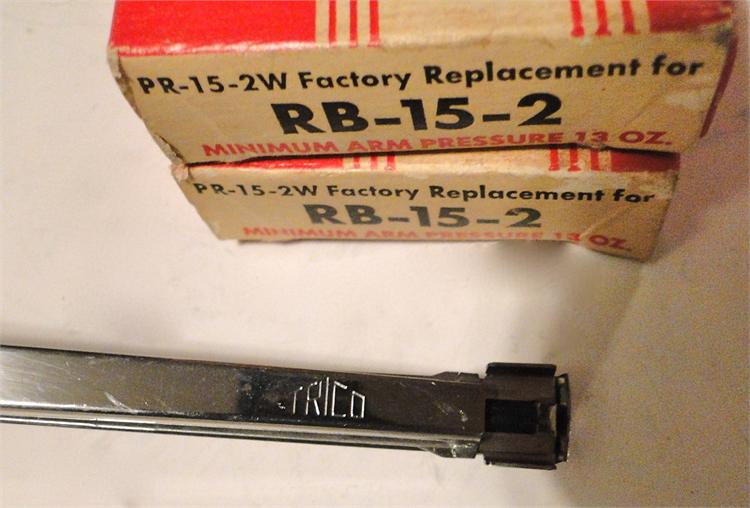 PR-15-2W Factory Replacement for
RB-15-2
MINIMUM ARM PRESSURE 13 OZ.
PR-15-2W Factory Replacement for
RB-15-2
MINIMUM ARM PRESSURE 13 OZ.
TRICO